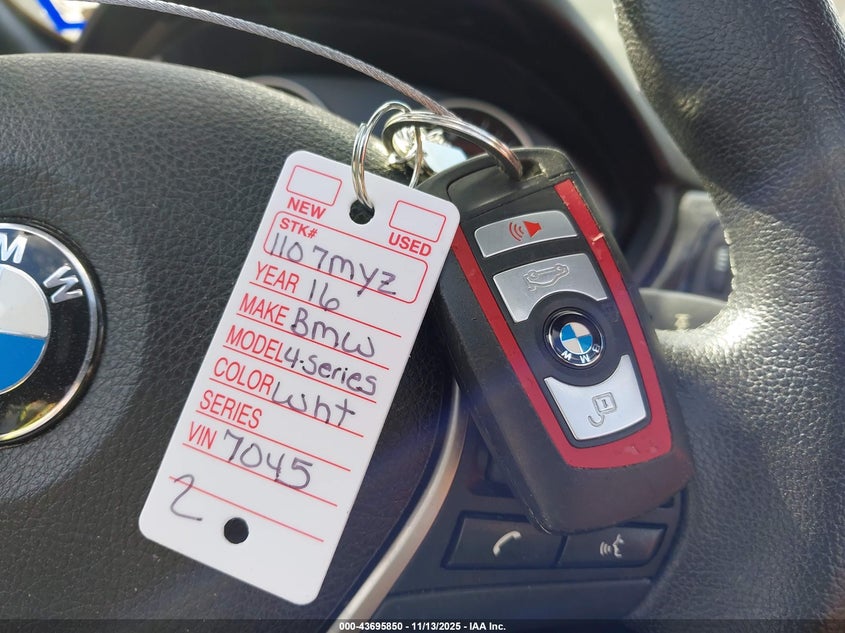 NEW
USED
STK#
1107myz
YEAR 16
MAKE Bmw
MODEL 4-series
COLOR wht
SERIES
VIN 7045
2
BMW
BMW
000-43695850 - 11/13/2025 - IAA Inc.